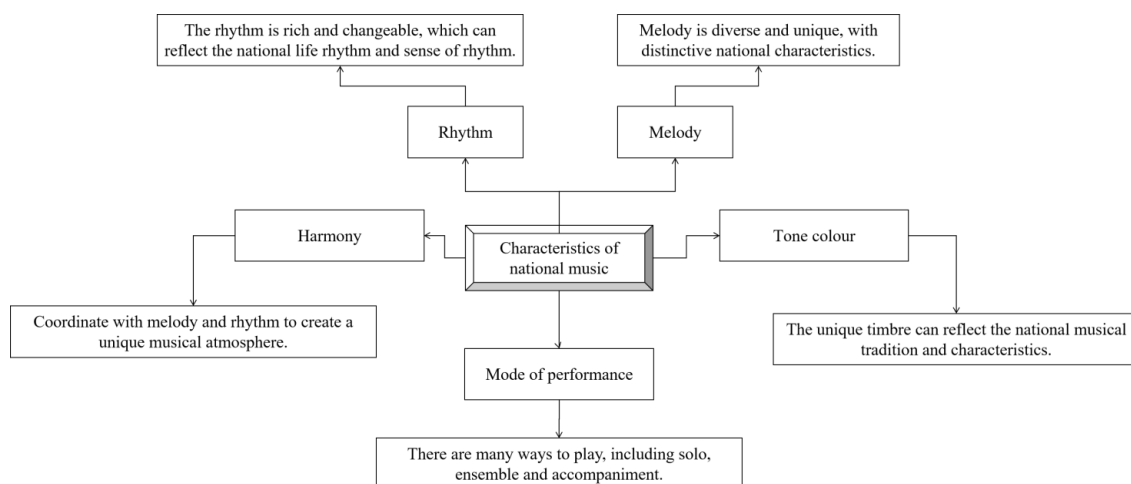 The rhythm is rich and changeable, which can
reflect the national life rhythm and sense of rhythm.
Melody is diverse and unique, with
distinctive national characteristics.
Rhythm
Melody
Harmony
Characteristics of
national music
Tone colour
Coordinate with melody and rhythm to create a
unique musical atmosphere.
The unique timbre can reflect the national musical
tradition and characteristics.
Mode of performance
There are many ways to play, including solo,
ensemble and accompaniment.